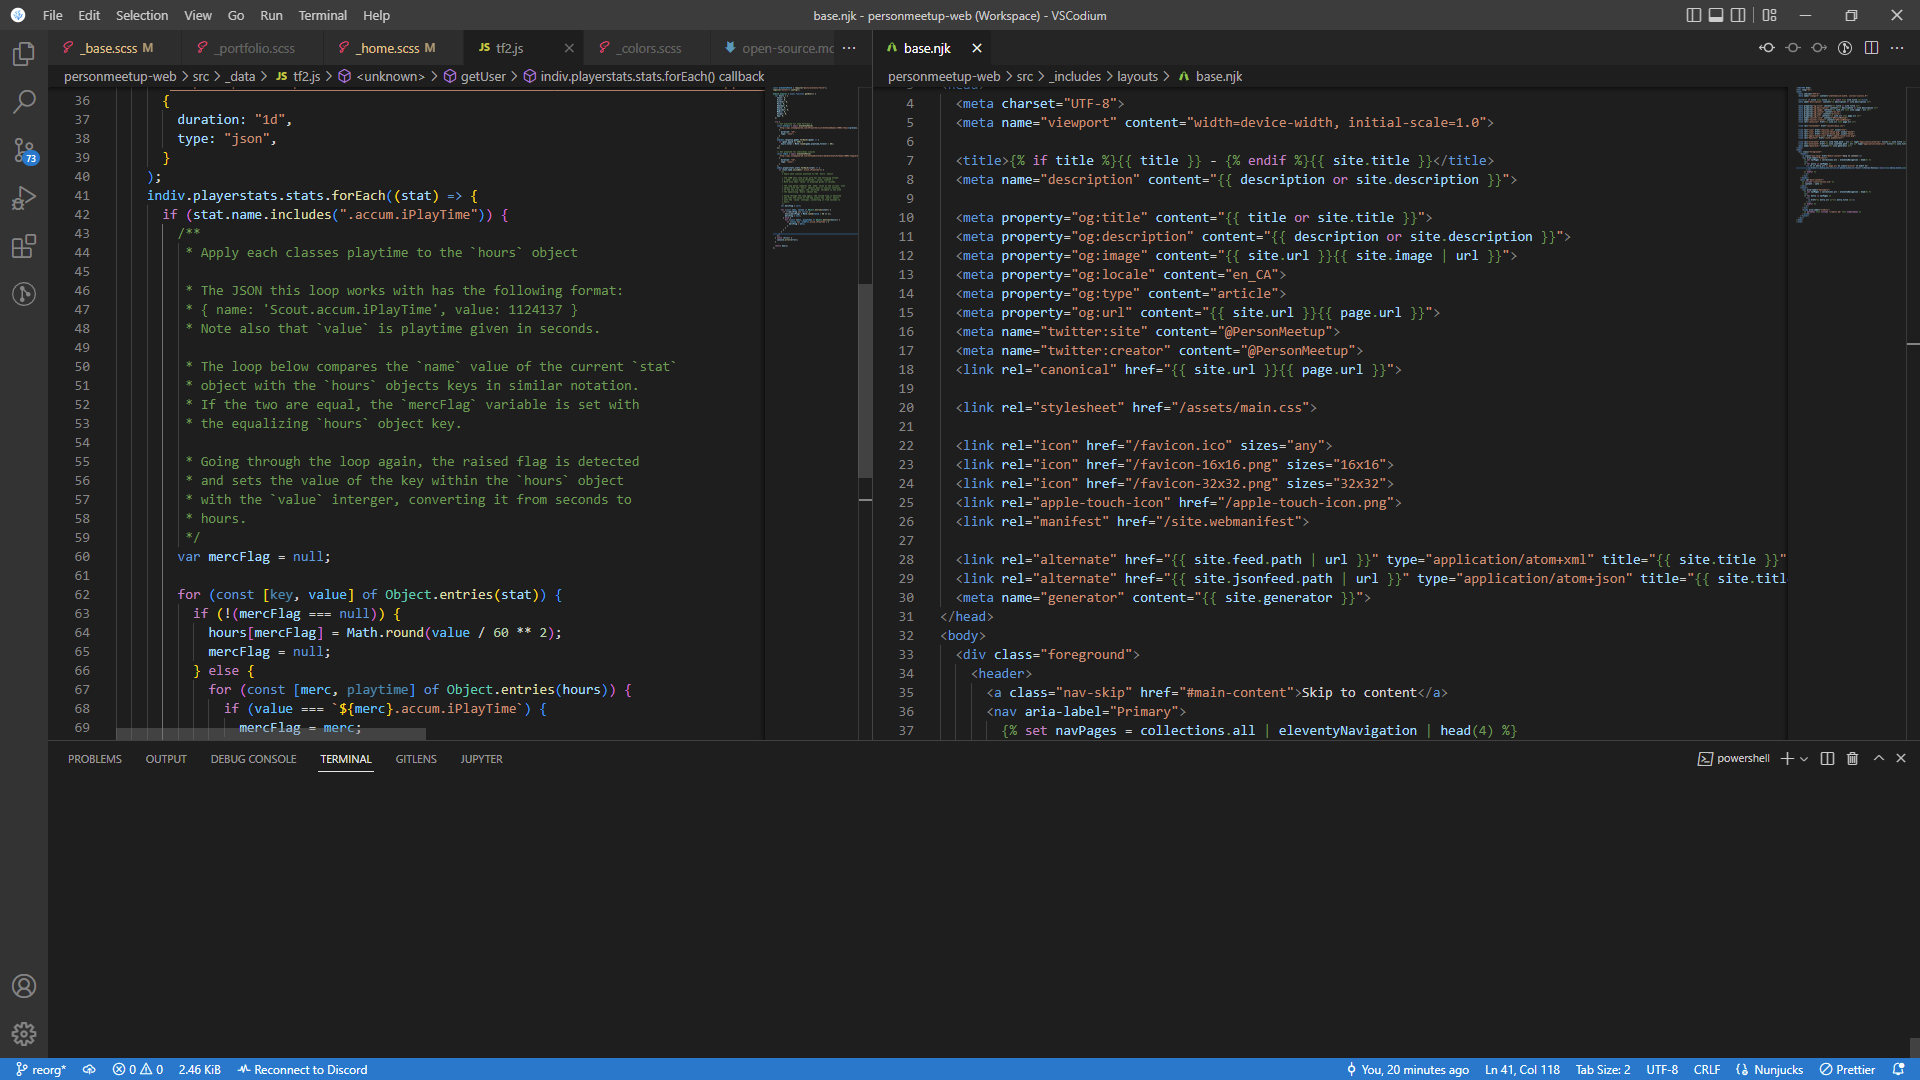 File Edit Selection View Go Run Terminal Help
base.njk - personmeetup-web (Workspace) - VSCodium
_base.scss M
_portfolio.scss
_home.scss M
JS tf2.js
_colors.scss
open-source.mc
base.njk
personmeetup-web > src > _data > JS tf2.js > <unknown> > getUser > indiv.playerstats.stats.forEach() callback
36 {
37 duration: "1d",
38 type: "json",
39 }
40 );
41 indiv.playerstats.stats.forEach((stat) => {
42 if (stat.name.includes(".accum.iPlayTime")) {
43 /**
44 * Apply each classes playtime to the `hours` object
45
46 * The JSON this loop works with has the following format:
47 * { name: 'Scout.accum.iPlayTime', value: 1124137 }
48 * Note also that `value` is playtime given in seconds.
49
50 * The loop below compares the `name` value of the current `stat`
51 * object with the `hours` objects keys in similar notation.
52 * If the two are equal, the `mercFlag` variable is set with
53 * the equalizing `hours` object key.
54
55 * Going through the loop again, the raised flag is detected
56 * and sets the value of the key within the `hours` object
57 * with the `value` interger, converting it from seconds to
58 * hours.
59 */
60 var mercFlag = null;
61
62 for (const [key, value] of Object.entries(stat)) {
63 if (!(mercFlag === null)) {
64 hours[mercFlag] = Math.round(value / 60 ** 2);
65 mercFlag = null;
66 } else {
67 for (const [merc, playtime] of Object.entries(hours)) {
68 if (value === `${merc}.accum.iPlayTime`) {
69 mercFlag = merc;
personmeetup-web > src > _includes > layouts > base.njk
4 <meta charset="UTF-8">
5 <meta name="viewport" content="width=device-width, initial-scale=1.0">
6
7 <title>{% if title %}{{ title }} - {% endif %}{{ site.title }}</title>
8 <meta name="description" content="{{ description or site.description }}">
9
10 <meta property="og:title" content="{{ title or site.title }}">
11 <meta property="og:description" content="{{ description or site.description }}">
12 <meta property="og:image" content="{{ site.url }}{{ site.image | url }}">
13 <meta property="og:locale" content="en_CA">
14 <meta property="og:type" content="article">
15 <meta property="og:url" content="{{ site.url }}{{ page.url }}">
16 <meta name="twitter:site" content="@PersonMeetup">
17 <meta name="twitter:creator" content="@PersonMeetup">
18 <link rel="canonical" href="{{ site.url }}{{ page.url }}">
19
20 <link rel="stylesheet" href="/assets/main.css">
21
22 <link rel="icon" href="/favicon.ico" sizes="any">
23 <link rel="icon" href="/favicon-16x16.png" sizes="16x16">
24 <link rel="icon" href="/favicon-32x32.png" sizes="32x32">
25 <link rel="apple-touch-icon" href="/apple-touch-icon.png">
26 <link rel="manifest" href="/site.webmanifest">
27
28 <link rel="alternate" href="{{ site.feed.path | url }}" type="application/atom+xml" title="{{ site.title }}"
29 <link rel="alternate" href="{{ site.jsonfeed.path | url }}" type="application/atom+json" title="{{ site.title
30 <meta name="generator" content="{{ site.generator }}">
31 </head>
32 <body>
33 <div class="foreground">
34 <header>
35 <a class="nav-skip" href="#main-content">Skip to content</a>
36 <nav aria-label="Primary">
37 {% set navPages = collections.all | eleventyNavigation | head(4) %}
73
PROBLEMS OUTPUT DEBUG CONSOLE TERMINAL GITLENS JUPYTER
powershell
reorg* 0 0 2.46 KiB Reconnect to Discord
You, 20 minutes ago Ln 41, Col 118 Tab Size: 2 UTF-8 CRLF Nunjucks Prettier